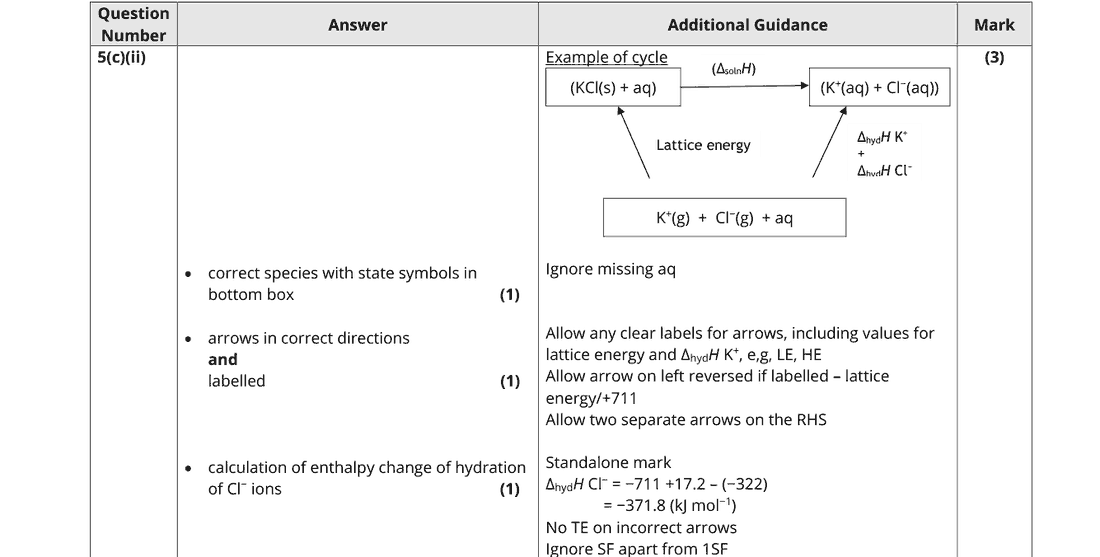 Question Number
Answer
Additional Guidance
Mark
5(c)(ii)
(3)
Example of cycle
(KCl(s) + aq)
(ΔsolnH)
(K⁺(aq) + Cl⁻(aq))
Lattice energy
ΔhydH K⁺
+
ΔhydH Cl⁻
K⁺(g) + Cl⁻(g) + aq
• correct species with state symbols in
bottom box (1)
Ignore missing aq
• arrows in correct directions
and
labelled (1)
Allow any clear labels for arrows, including values for
lattice energy and ΔhydH K⁺, e,g, LE, HE
Allow arrow on left reversed if labelled – lattice
energy/+711
Allow two separate arrows on the RHS
• calculation of enthalpy change of hydration
of Cl⁻ ions (1)
Standalone mark
ΔhydH Cl⁻ = −711 +17.2 – (−322)
= −371.8 (kJ mol⁻¹)
No TE on incorrect arrows
Ignore SF apart from 1SF